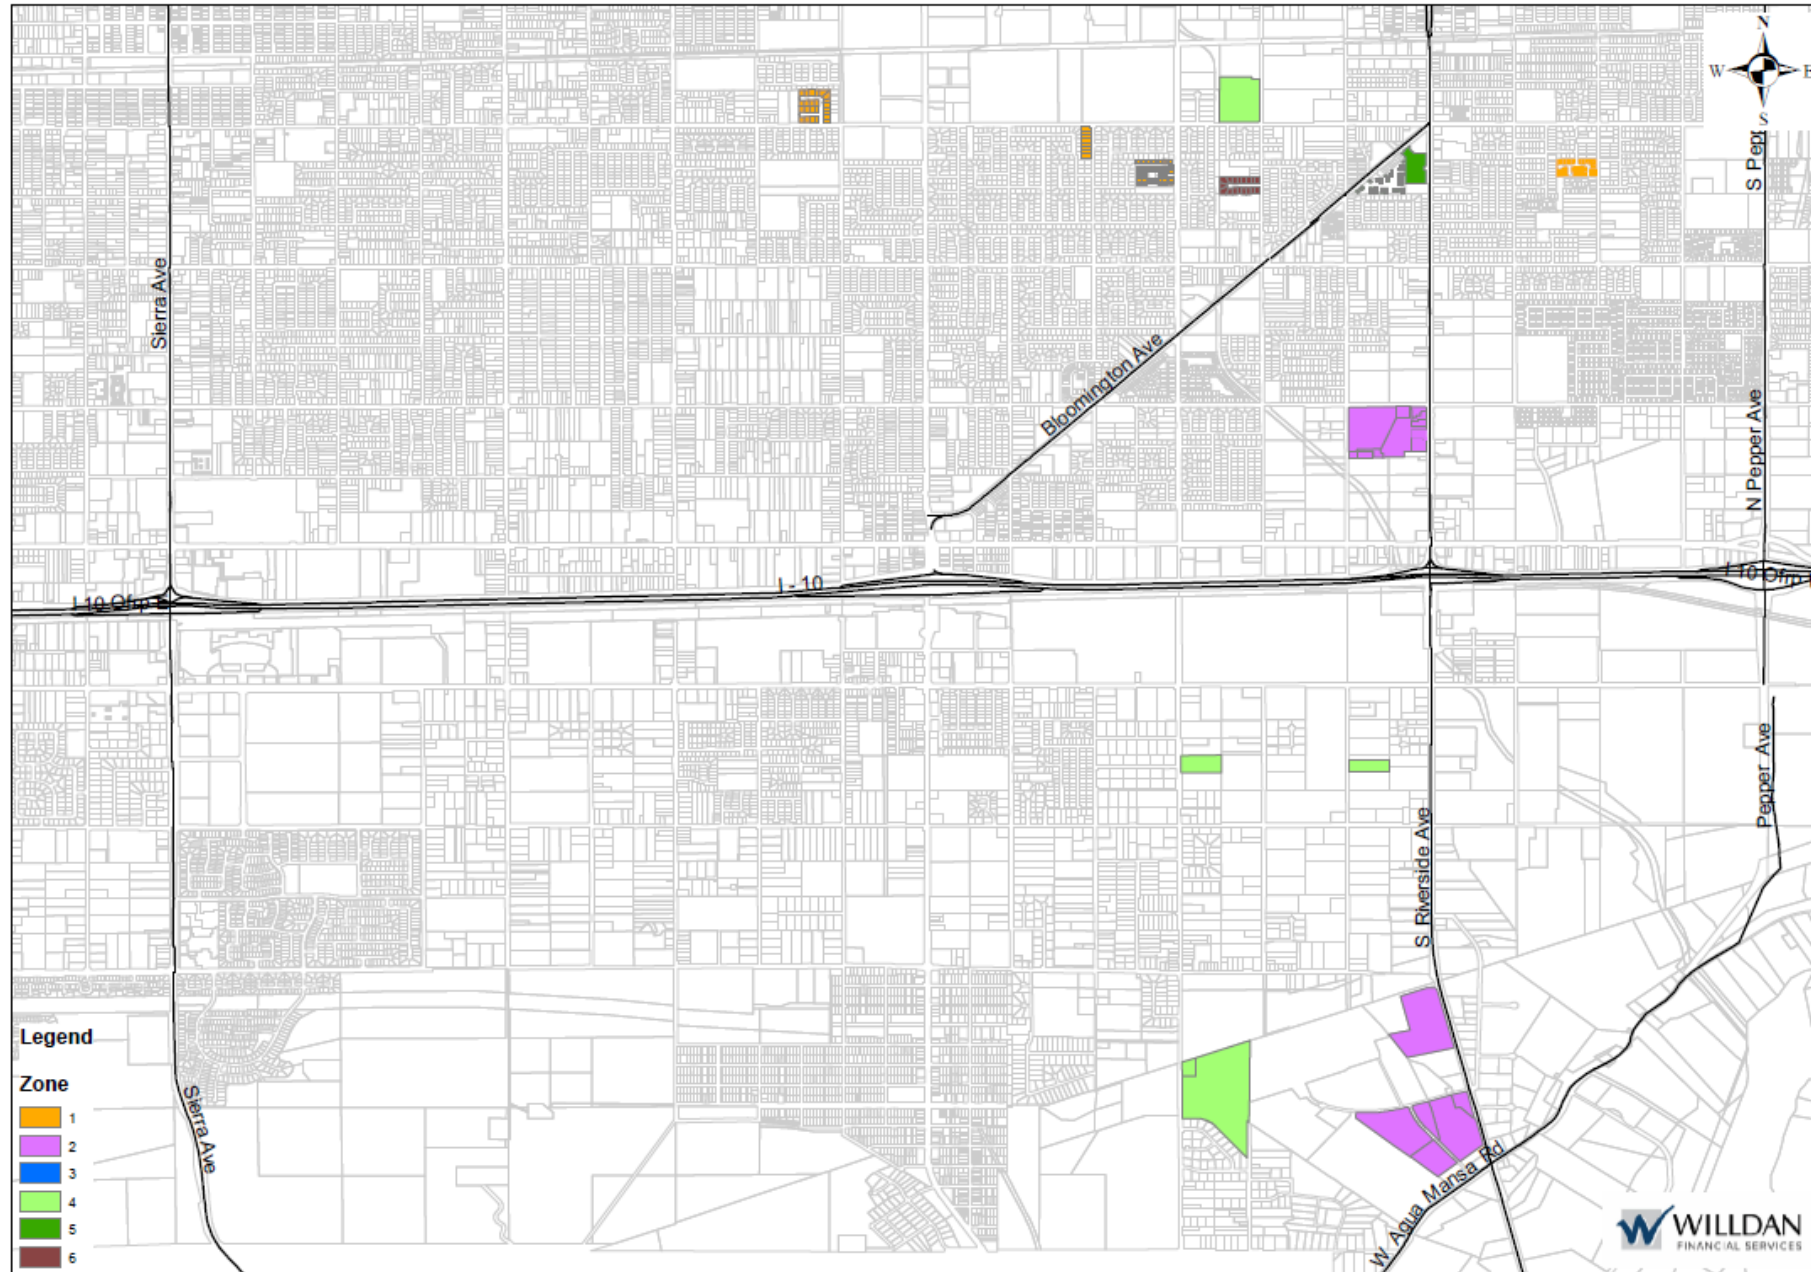 N
W
E
S
S Pepp
Sierra Ave
Bloomington Ave
N Pepper Ave
I - 10
I-10 Ofrp E
I-10 Ofrp
Pepper Ave
S Riverside Ave
Legend
Zone
1
2
3
4
5
6
Sierra Ave
W Agua Mansa Rd
WILLDAN
FINANCIAL SERVICES